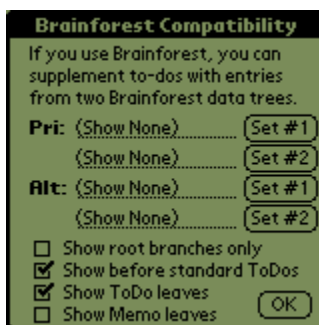 Brainforest Compatibility
If you use Brainforest, you can
supplement to-dos with entries
from two Brainforest data trees.
Pri: (Show None) Set #1
(Show None) Set #2
Alt: (Show None) Set #1
(Show None) Set #2
Show root branches only
Show before standard ToDos
Show ToDo leaves
Show Memo leaves
OK